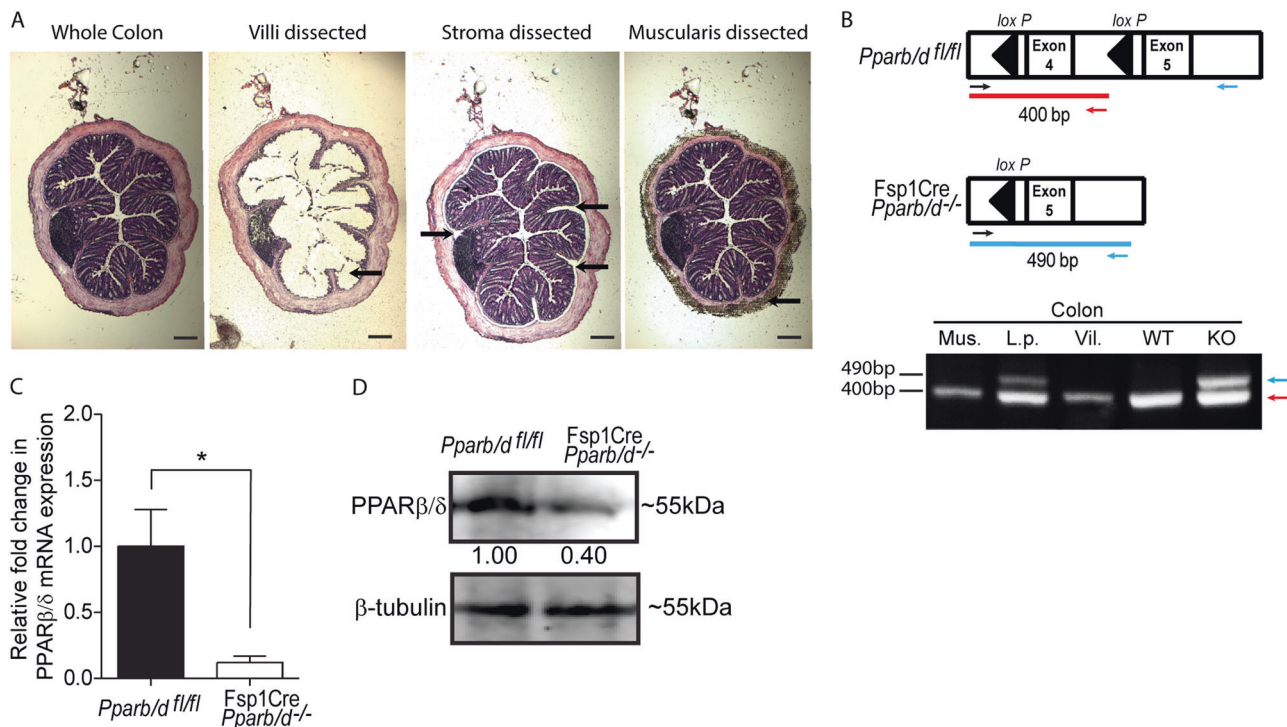 A
Whole Colon
Villi dissected
Stroma dissected
Muscularis dissected
B
lox P
lox P
Pparb/d fl/fl
Exon
4
Exon
5
400 bp
lox P
Fsp1Cre
Pparb/d-/-
Exon
5
490 bp
Colon
Mus.
L.p.
Vil.
WT
KO
490bp
400bp
C
Relative fold change in
PPARβ/δ mRNA expression
2.0
1.5
1.0
0.5
0.0
*
Pparb/d fl/fl
Fsp1Cre
Pparb/d-/-
D
Pparb/d fl/fl
Fsp1Cre
Pparb/d-/-
PPARβ/δ
~55kDa
1.00
0.40
β-tubulin
~55kDa